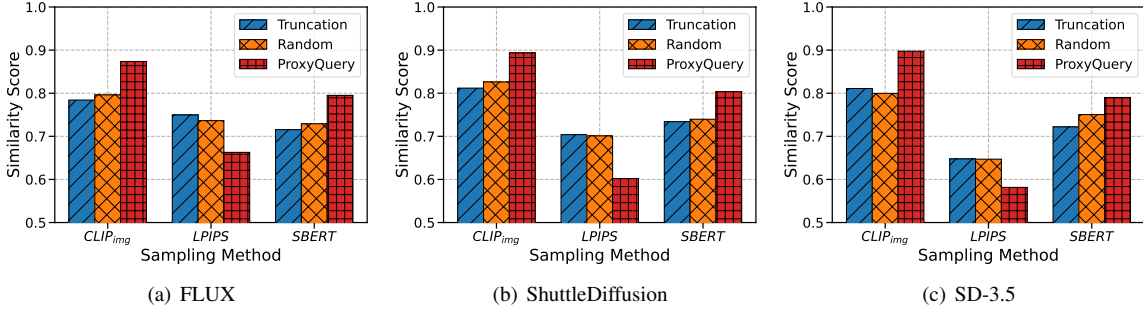 1.0
0.9
0.8
0.7
0.6
0.5
Similarity Score
Truncation
Random
ProxyQuery
CLIP_img
LPIPS
SBERT
Sampling Method
(a) FLUX
1.0
0.9
0.8
0.7
0.6
0.5
Similarity Score
Truncation
Random
ProxyQuery
CLIP_img
LPIPS
SBERT
Sampling Method
(b) ShuttleDiffusion
1.0
0.9
0.8
0.7
0.6
0.5
Similarity Score
Truncation
Random
ProxyQuery
CLIP_img
LPIPS
SBERT
Sampling Method
(c) SD-3.5